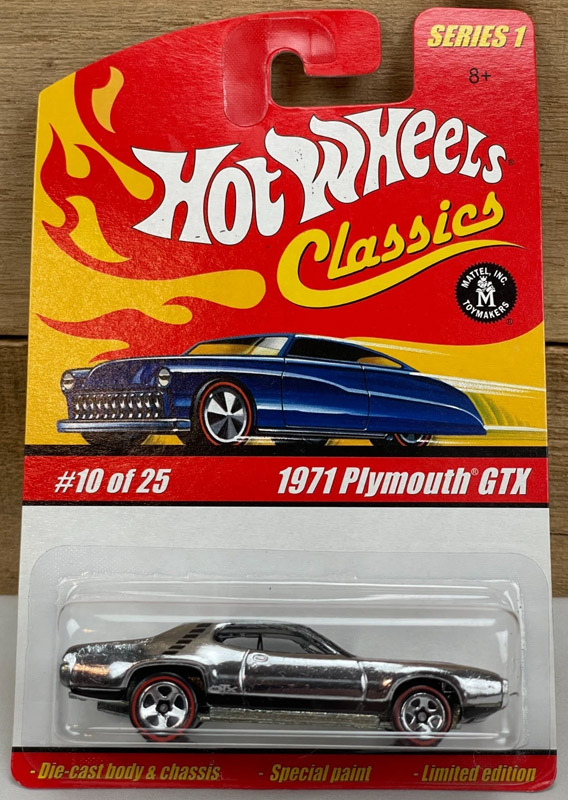 SERIES 1
8+
HOT WHEELS®
Classics
MATTEL, INC.
M
TOYMAKERS
®
#10 of 25
1971 Plymouth® GTX
GTX
- Die-cast body & chassis - Special paint - Limited edition